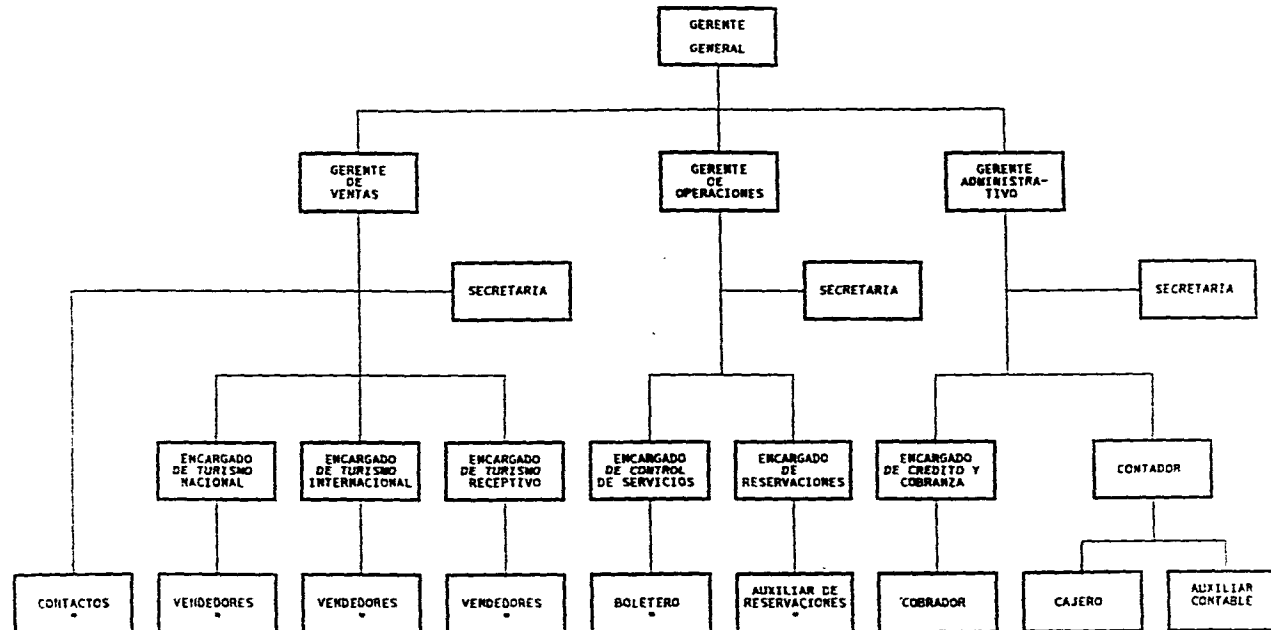 GERENTE
GENERAL
GERENTE
DE
VENTAS
GERENTE
DE
OPERACIONES
GERENTE
ADMINISTRA-
TIVO
SECRETARIA
SECRETARIA
SECRETARIA
ENCARGADO
DE TURISMO
NACIONAL
ENCARGADO
DE TURISMO
INTERNACIONAL
ENCARGADO
DE TURISMO
RECEPTIVO
ENCARGADO
DE CONTROL
DE SERVICIOS
ENCARGADO
DE
RESERVACIONES
ENCARGADO
DE CREDITO Y
COBRANZA
CONTADOR
CONTACTOS
*
VENDEDORES
*
VENDEDORES
*
VENDEDORES
*
BOLETERO
*
AUXILIAR DE
RESERVACIONES
*
COBRADOR
CAJERO
AUXILIAR
CONTABLE